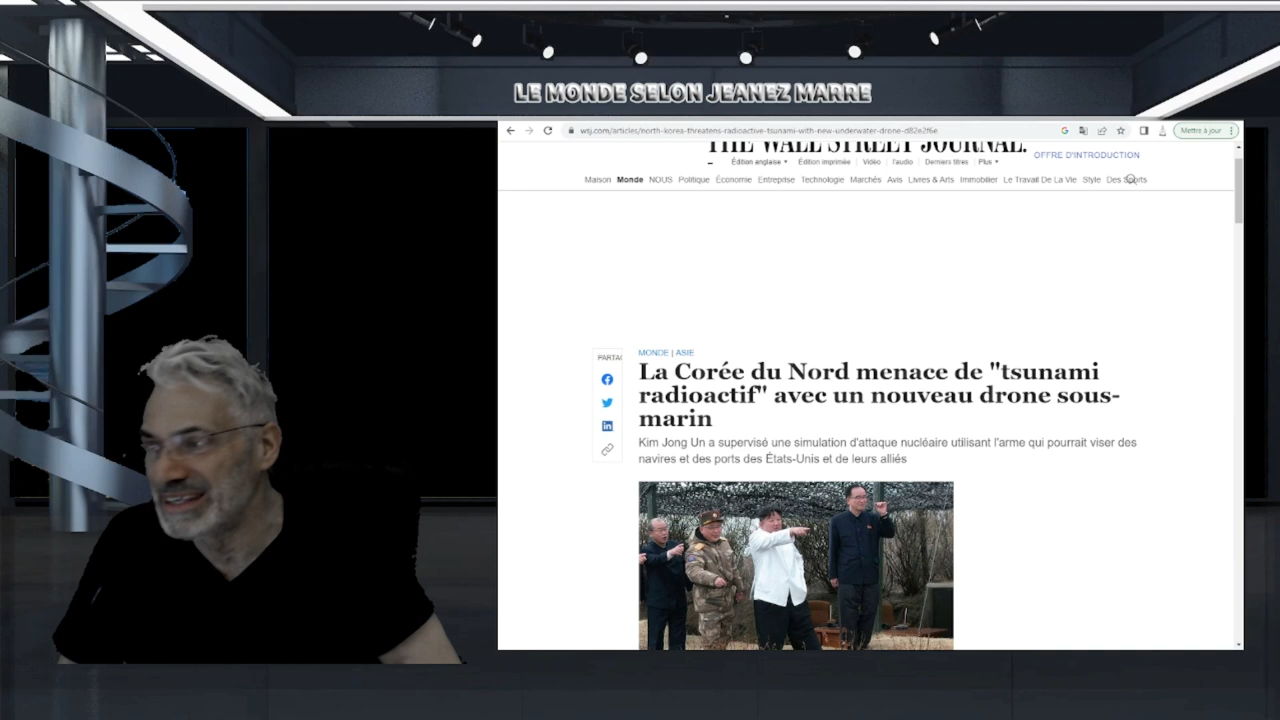 LE MONDE SELON JEANEZ MARRE
wsj.com/articles/north-korea-threatens-radioactive-tsunami-with-new-underwater-drone-d82e2f6e
Mettre à jour
THE WALL STREET JOURNAL.
OFFRE D'INTRODUCTION
Édition anglaise Édition imprimée Vidéo l'audio Derniers titres Plus
Maison Monde NOUS Politique Économie Entreprise Technologie Marchés Avis Livres & Arts Immobilier Le Travail De La Vie Style Des Sports
PARTA
MONDE | ASIE
La Corée du Nord menace de "tsunami
radioactif" avec un nouveau drone sous-
marin
Kim Jong Un a supervisé une simulation d'attaque nucléaire utilisant l'arme qui pourrait viser des
navires et des ports des États-Unis et de leurs alliés